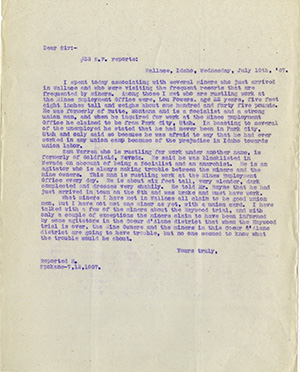 Dear Sir:-
#38 S.W. reports:
Wallace, Idaho, Wednesday, July 10th, '07.
I spent today associating with several miners who just arrived
in Wallace and who were visiting the frequent resorts that are
frequented by miners. Among those I met who are rustling work at
the Mines Employment Office were, Lou Powers, age 28 years, five feet
eight inches tall and weighs about one hundred and forty five pounds.
He was formerly of Butte, Montana and is a socialist and a strong
union man, and when he inquired for work at the Mines Employment
Office he claimed to be from Park City, Utah. In boasting to several
of the unemployed he stated that he had never been in Park City,
Utah and only said so because he was afraid to say that he had ever
worked in any union camp because of the prejudice in Idaho towards
union labor.
Sam Warren who is rustling for work under another name, is
formerly of Goldfield, Nevada. He said he was blacklisted in
Nevada on account of being a socialist and an anarchist. He is an
agitator who is always making trouble between the miners and the
mine owners. This man is rustling work at the Mines Employment
Office every day. He is about six feet tall, very slender, dark
complected and dresses very shabily. He told Mr. Wayne that he had
just arrived in town on the 6th and was broke and must have work.
That miners I have met in Wallace all claim to be good union
men, but I have not met any miner as yet, with a union card. I have
talked with a few of the miners about the Haywood trial, and with
only a couple of exceptions the miners claim to have been informed
by some agitators in the Coeur d'Alene district that when the Haywood
trial is over, the Mine Owners and the miners in this Coeur d'Alene
district are going to have trouble, but no one seemed to know what
the trouble would be about.
Yours truly,
Reported M
Spokane-7,12,1907.